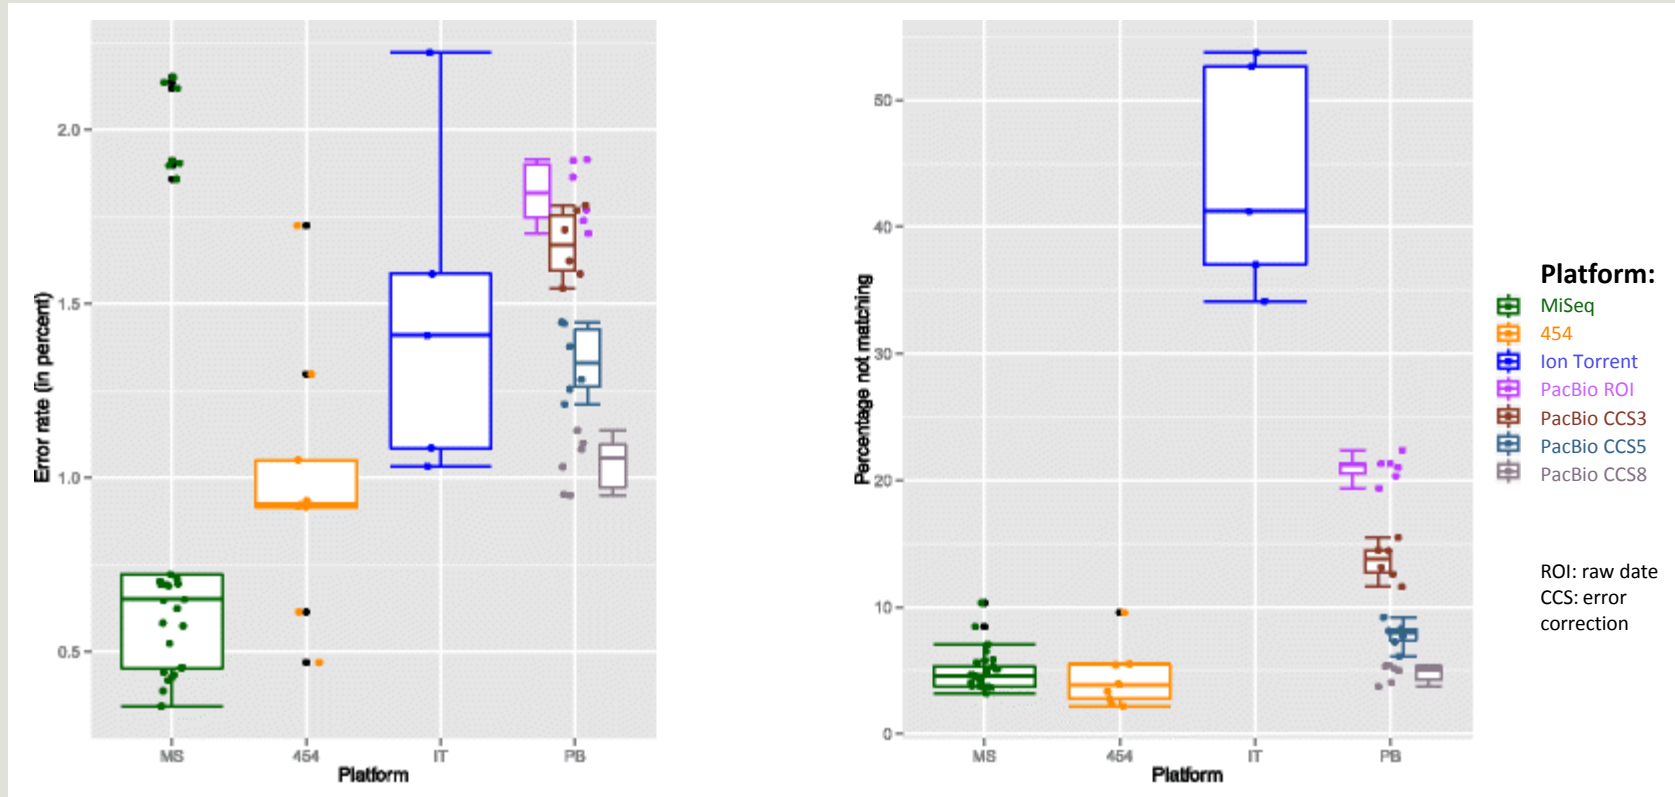 Error rate (in percent)
2.0
1.5
1.0
0.5
MS 454 IT PB
Platform
Percentage not matching
50
40
30
20
10
0
MS 454 IT PB
Platform
Platform:
MiSeq
454
Ion Torrent
PacBio ROI
PacBio CCS3
PacBio CCS5
PacBio CCS8
ROI: raw date
CCS: error
correction